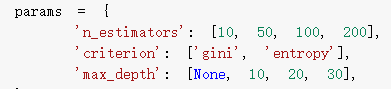 params = {
'n_estimators': [10, 50, 100, 200],
'criterion': ['gini', 'entropy'],
'max_depth': [None, 10, 20, 30],